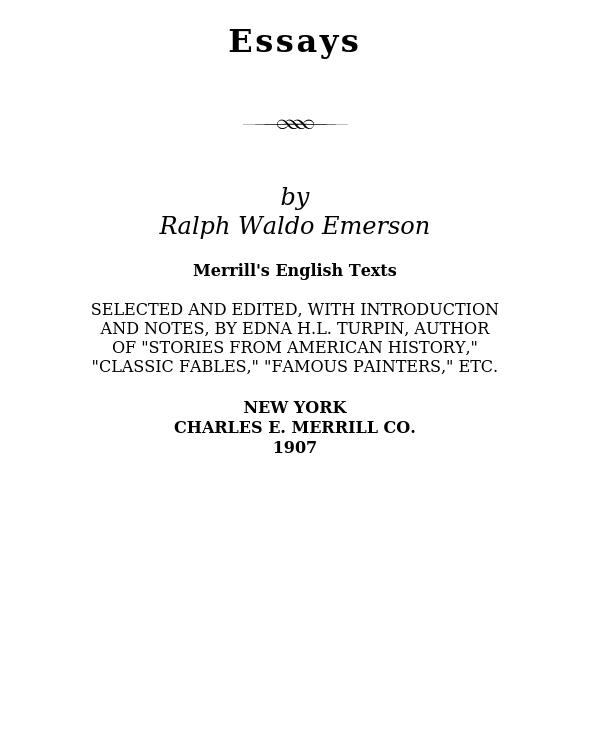 Essays
by
Ralph Waldo Emerson
Merrill's English Texts
SELECTED AND EDITED, WITH INTRODUCTION
AND NOTES, BY EDNA H.L. TURPIN, AUTHOR
OF "STORIES FROM AMERICAN HISTORY,"
"CLASSIC FABLES," "FAMOUS PAINTERS," ETC.
NEW YORK
CHARLES E. MERRILL CO.
1907